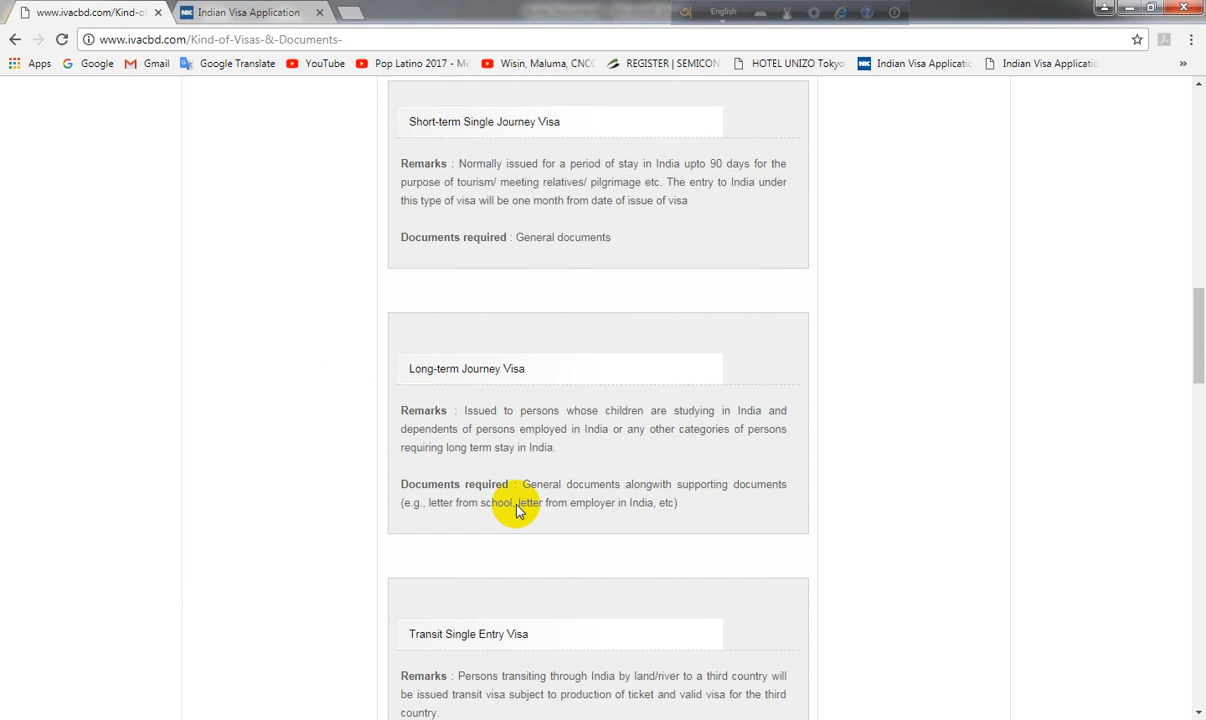 www.ivacbd.com/Kind-o
Indian Visa Application
English
www.ivacbd.com/Kind-of-Visas-&-Documents-
Apps Google Gmail Google Translate YouTube Pop Latino 2017 - Me Wisin, Maluma, CNC REGISTER | SEMICON HOTEL UNIZO Tokyo Indian Visa Applicati Indian Visa Applicati »
Short-term Single Journey Visa
Remarks : Normally issued for a period of stay in India upto 90 days for the
purpose of tourism/ meeting relatives/ pilgrimage etc. The entry to India under
this type of visa will be one month from date of issue of visa
Documents required : General documents
Long-term Journey Visa
Remarks : Issued to persons whose children are studying in India and
dependents of persons employed in India or any other categories of persons
requiring long term stay in India.
Documents required : General documents alongwith supporting documents
(e.g., letter from school, letter from employer in India, etc)
Transit Single Entry Visa
Remarks : Persons transiting through India by land/river to a third country will
be issued transit visa subject to production of ticket and valid visa for the third
country.